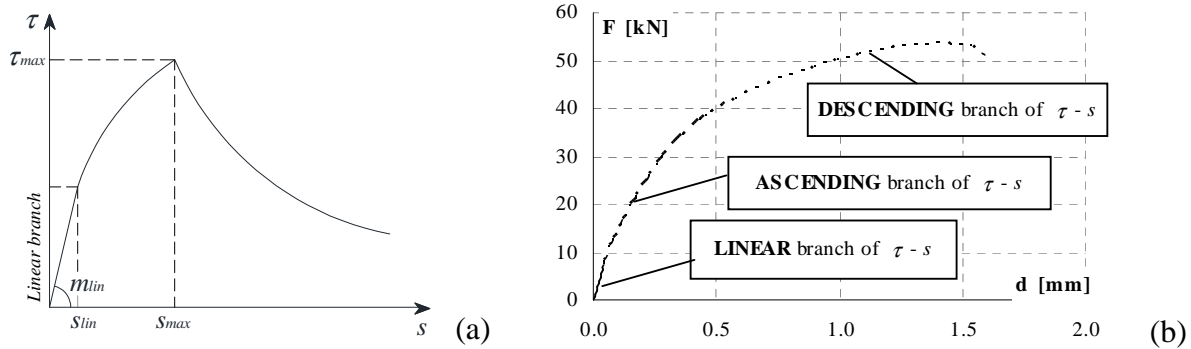 τ
τmax
Linear branch
mlin
slin
smax
s
(a)
F [kN]
60
50
40
30
20
10
0
DESCENDING branch of τ - s
ASCENDING branch of τ - s
LINEAR branch of τ - s
d [mm]
0.0
0.5
1.0
1.5
2.0
(b)